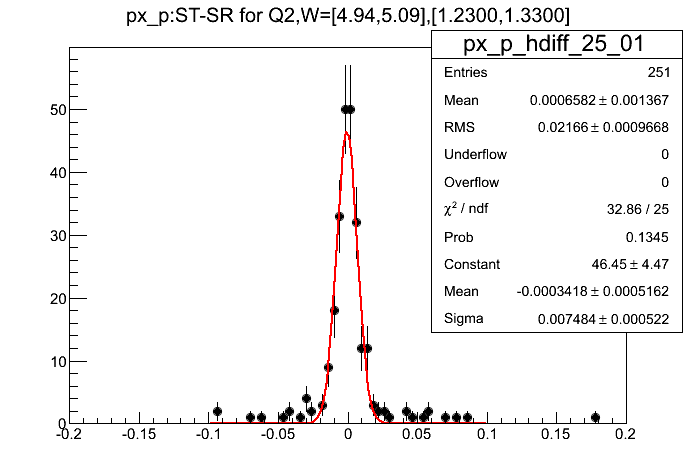 px_p:ST-SR for Q2,W=[4.94,5.09],[1.2300,1.3300]
px_p_hdiff_25_01
Entries 251
Mean 0.0006582 ± 0.001367
RMS 0.02166 ± 0.0009668
Underflow 0
Overflow 0
χ² / ndf 32.86 / 25
Prob 0.1345
Constant 46.45 ± 4.47
Mean -0.0003418 ± 0.0005162
Sigma 0.007484 ± 0.000522
50
40
30
20
10
0
-0.2 -0.15 -0.1 -0.05 0 0.05 0.1 0.15 0.2